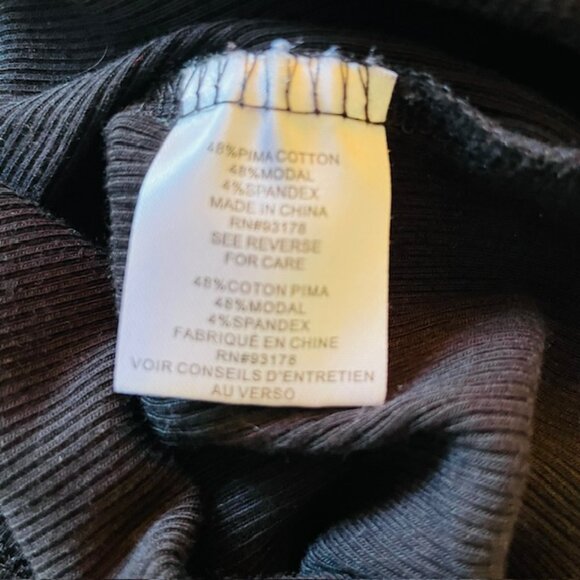 48%PIMA COTTON
48%MODAL
4%SPANDEX
MADE IN CHINA
RN#93178
SEE REVERSE
FOR CARE
48%COTON PIMA
48%MODAL
4%SPANDEX
FABRIQUÉ EN CHINE
RN#93178
VOIR CONSEILS D'ENTRETIEN
AU VERSO